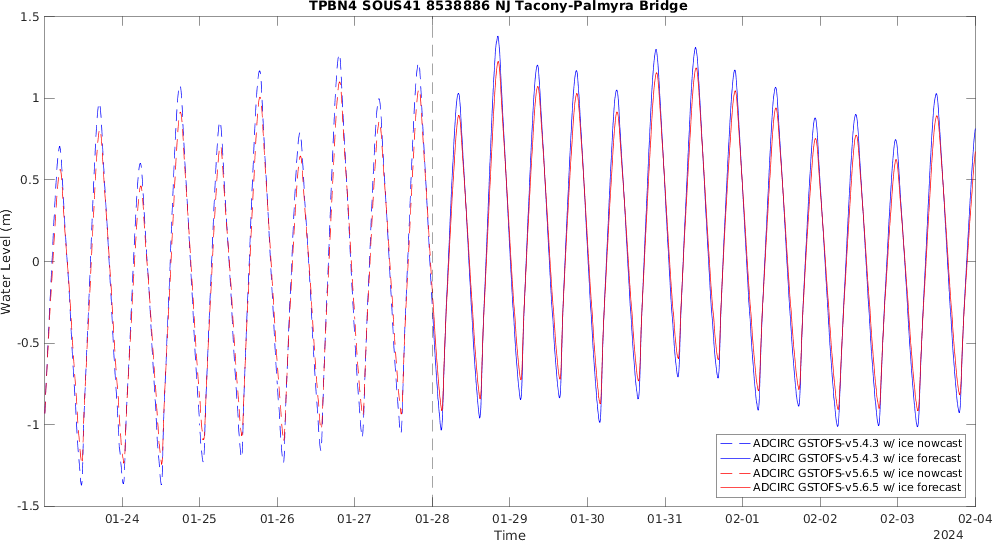 TPBN4 SOUS41 8538886 NJ Tacony-Palmyra Bridge
1.5
1
0.5
0
-0.5
-1
-1.5
Water Level (m)
01-24 01-25 01-26 01-27 01-28 01-29 01-30 01-31 02-01 02-02 02-03 02-04
Time
2024
ADCIRC GSTOFS-v5.4.3 w/ ice nowcast
ADCIRC GSTOFS-v5.4.3 w/ ice forecast
ADCIRC GSTOFS-v5.6.5 w/ ice nowcast
ADCIRC GSTOFS-v5.6.5 w/ ice forecast